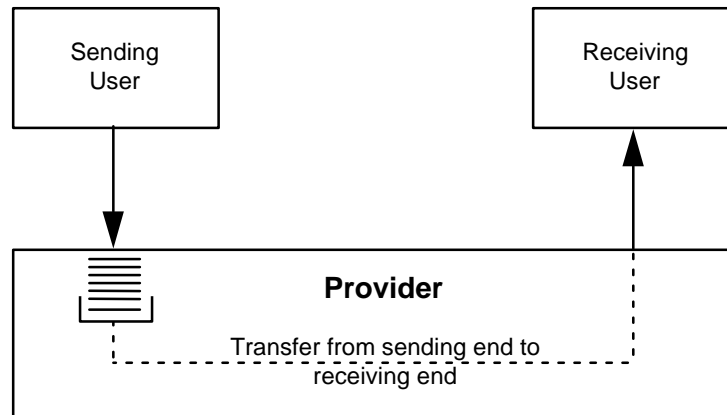 Sending
User
Receiving
User
Provider
Transfer from sending end to
receiving end